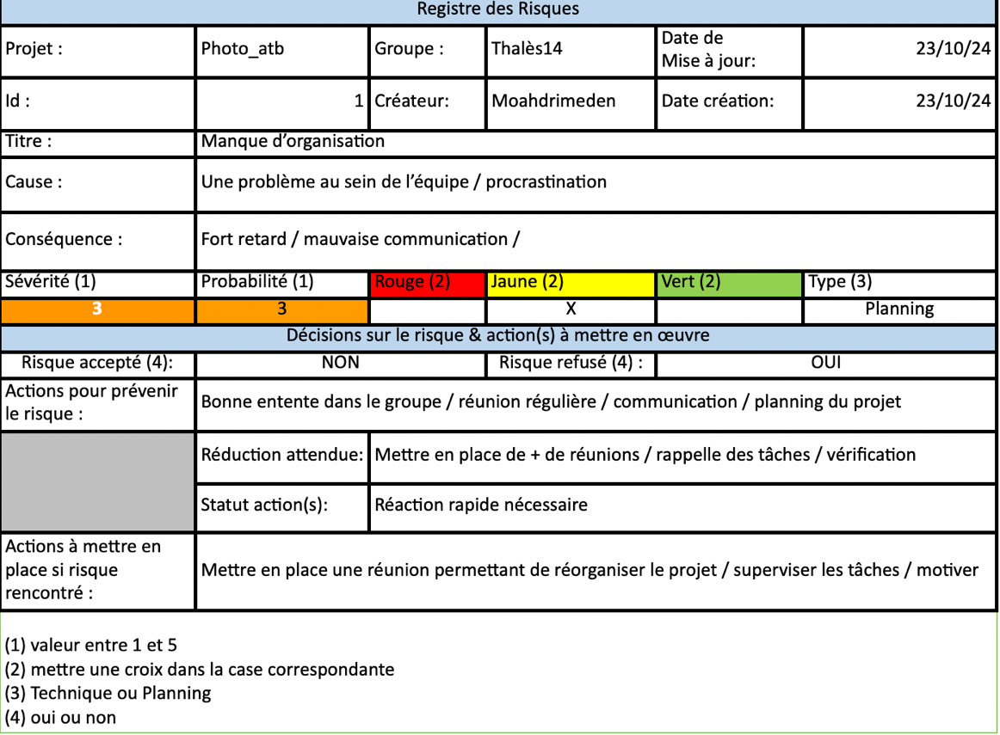 Registre des Risques
Projet : Photo_atb Groupe : Thalès14 Date de
Mise à jour: 23/10/24
Id : 1 Créateur: Moahdrimeden Date création: 23/10/24
Titre : Manque d’organisation
Cause : Une problème au sein de l’équipe / procrastination
Conséquence : Fort retard / mauvaise communication /
Sévérité (1) Probabilité (1) Rouge (2) Jaune (2) Vert (2) Type (3)
3 3 X Planning
Décisions sur le risque & action(s) à mettre en œuvre
Risque accepté (4): NON Risque refusé (4) : OUI
Actions pour prévenir
le risque :
Bonne entente dans le groupe / réunion régulière / communication / planning du projet
Réduction attendue: Mettre en place de + de réunions / rappelle des tâches / vérification
Statut action(s): Réaction rapide nécessaire
Actions à mettre en
place si risque
rencontré :
Mettre en place une réunion permettant de réorganiser le projet / superviser les tâches / motiver
(1) valeur entre 1 et 5
(2) mettre une croix dans la case correspondante
(3) Technique ou Planning
(4) oui ou non